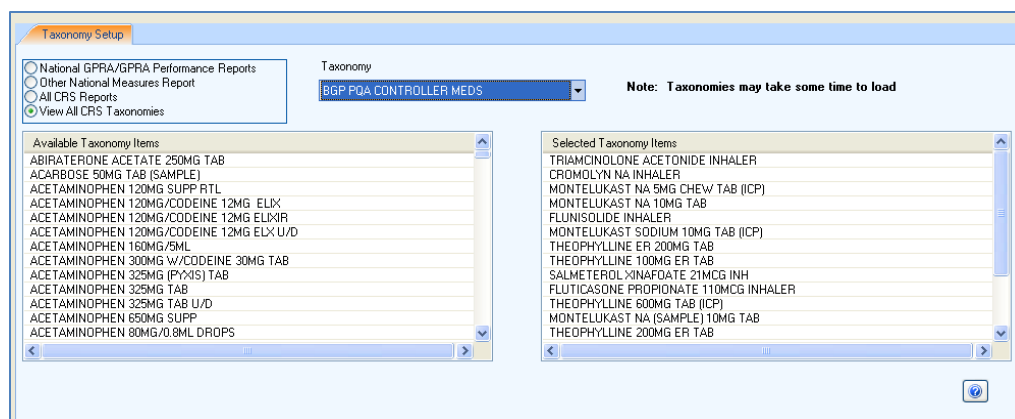 Taxonomy Setup
National GPRA/GPRA Performance Reports
Other National Measures Report
All CRS Reports
View All CRS Taxonomies
Taxonomy
BGP PQA CONTROLLER MEDS
Note: Taxonomies may take some time to load
Available Taxonomy Items
ABIRATERONE ACETATE 250MG TAB
ACARBOSE 50MG TAB (SAMPLE)
ACETAMINOPHEN 120MG SUPP RTL
ACETAMINOPHEN 120MG/CODEINE 12MG  ELIX
ACETAMINOPHEN 120MG/CODEINE 12MG ELIXIR
ACETAMINOPHEN 120MG/CODEINE 12MG ELX U/D
ACETAMINOPHEN 160MG/5ML
ACETAMINOPHEN 300MG W/CODEINE 30MG TAB
ACETAMINOPHEN 325MG (PYXIS) TAB
ACETAMINOPHEN 325MG TAB
ACETAMINOPHEN 325MG TAB U/D
ACETAMINOPHEN 650MG SUPP
ACETAMINOPHEN 80MG/0.8ML DROPS
Selected Taxonomy Items
TRIAMCINOLONE ACETONIDE INHALER
CROMOLYN NA INHALER
MONTELUKAST NA 5MG CHEW TAB (ICP)
MONTELUKAST NA 10MG TAB
FLUNISOLIDE INHALER
MONTELUKAST SODIUM 10MG TAB (ICP)
THEOPHYLLINE ER 200MG TAB
THEOPHYLLINE 100MG ER TAB
SALMETEROL XINAFOATE 21MCG INH
FLUTICASONE PROPIONATE 110MCG INHALER
THEOPHYLLINE 600MG TAB (ICP)
MONTELUKAST NA (SAMPLE) 10MG TAB
THEOPHYLLINE 200MG ER TAB